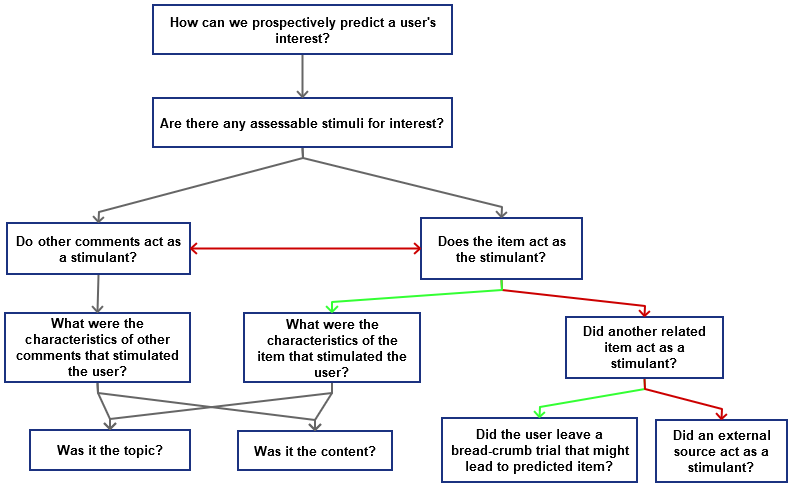 How can we prospectively predict a user's
interest?
Are there any assessable stimuli for interest?
Do other comments act as
a stimulant?
Does the item act as
the stimulant?
What were the
characteristics of other
comments that stimulated
the user?
What were the
characteristics of the
item that stimulated the
user?
Did another related
item act as a
stimulant?
Was it the topic?
Was it the content?
Did the user leave a
bread-crumb trial that might
lead to predicted item?
Did an external
source act as a
stimulant?